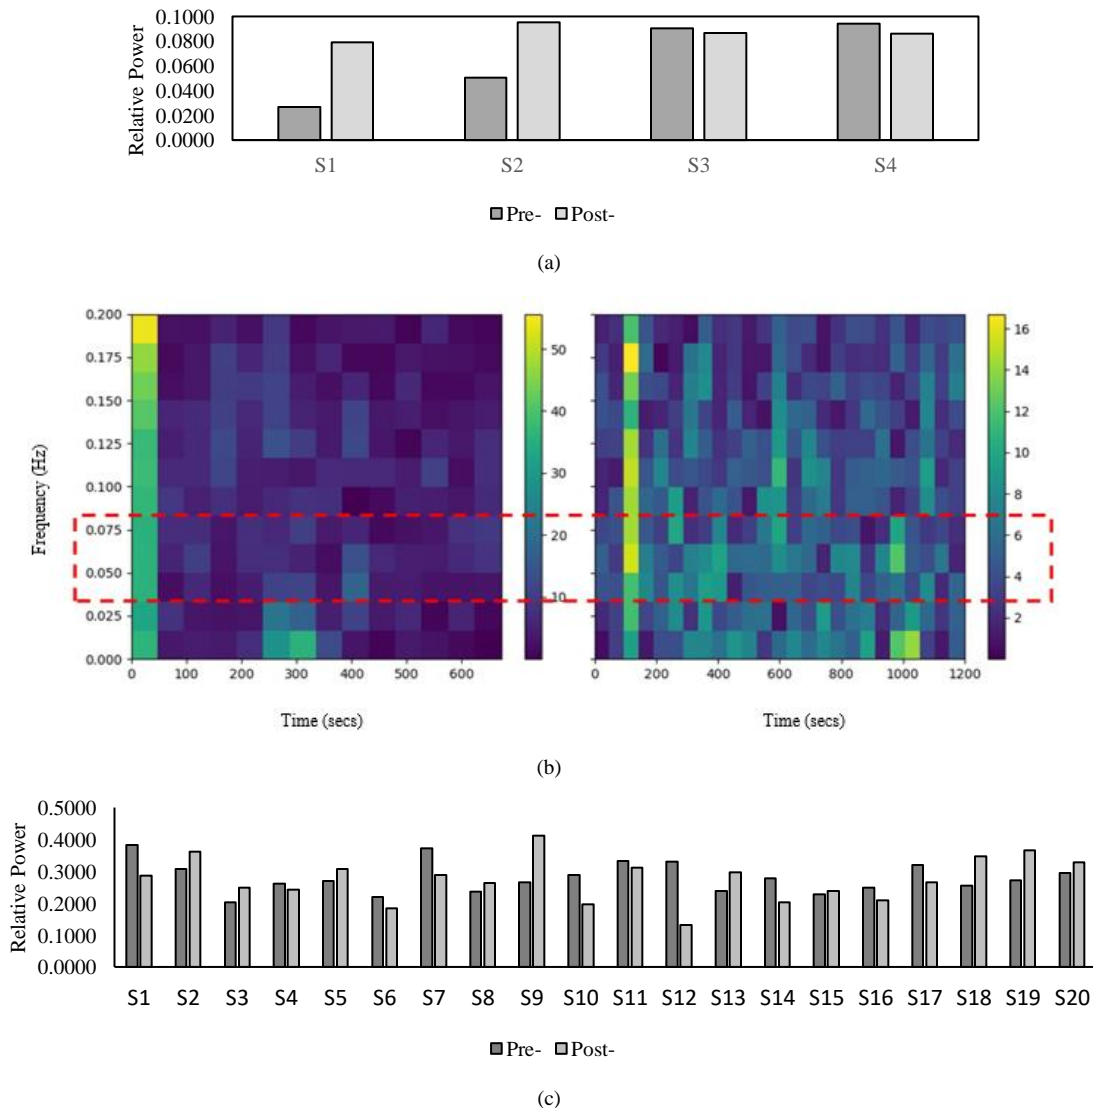 0.1000
0.0800
0.0600
0.0400
0.0200
0.0000
Relative Power
S1 S2 S3 S4
Pre- Post-
(a)
0.200
0.175
0.150
0.125
0.100
0.075
0.050
0.025
0.000
Frequency (Hz)
0 100 200 300 400 500 600
50
40
30
20
10
0 200 400 600 800 1000 1200
16
14
12
10
8
6
4
2
Time (secs) Time (secs)
(b)
0.5000
0.4000
0.3000
0.2000
0.1000
0.0000
Relative Power
S1 S2 S3 S4 S5 S6 S7 S8 S9 S10 S11 S12 S13 S14 S15 S16 S17 S18 S19 S20
Pre- Post-
(c)